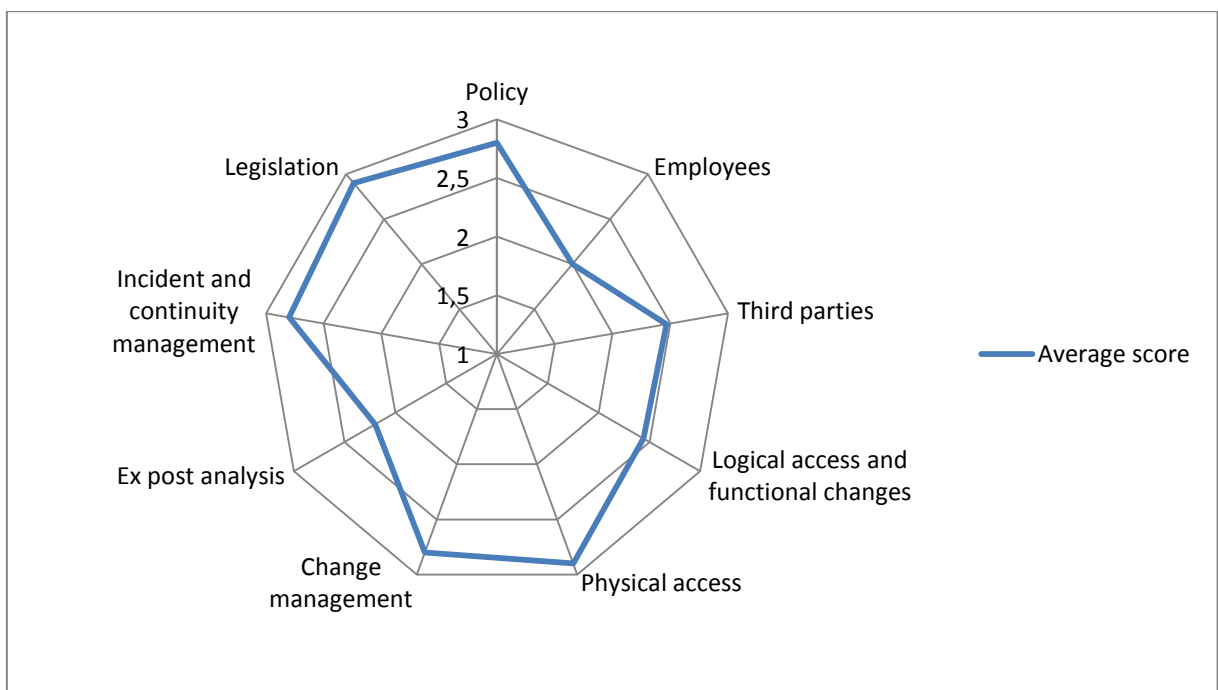 Policy
3
2,5
2
1,5
1
Employees
Third parties
Logical access and
functional changes
Physical access
Change
management
Ex post analysis
Incident and
continuity
management
Legislation
Average score